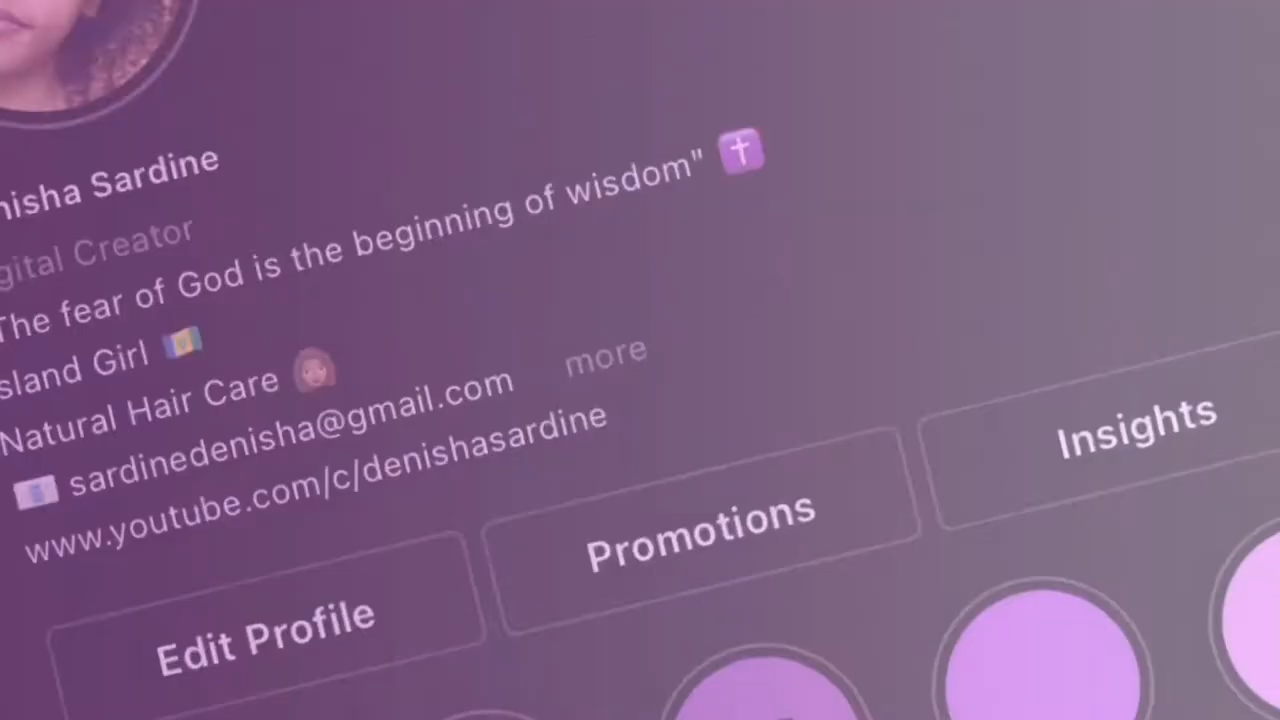 nisha Sardine
gital Creator
The fear of God is the beginning of wisdom" ✝️
sland Girl 🇧🇧
Natural Hair Care 👩🏽
📧 sardinedenisha@gmail.com more
www.youtube.com/c/denishasardine
Edit Profile
Promotions
Insights